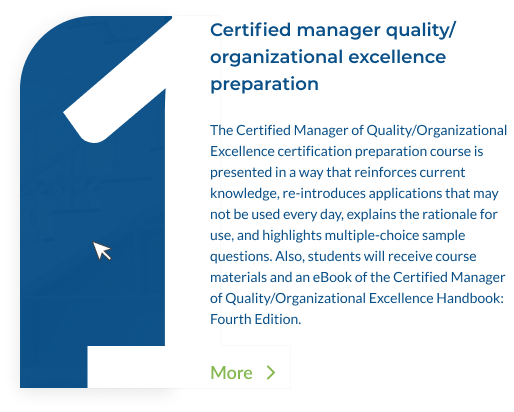 Certified manager quality/
organizational excellence
preparation
The Certified Manager of Quality/Organizational
Excellence certification preparation course is
presented in a way that reinforces current
knowledge, re-introduces applications that may
not be used every day, explains the rationale for
use, and highlights multiple-choice sample
questions. Also, students will receive course
materials and an eBook of the Certified Manager
of Quality/Organizational Excellence Handbook:
Fourth Edition.
More